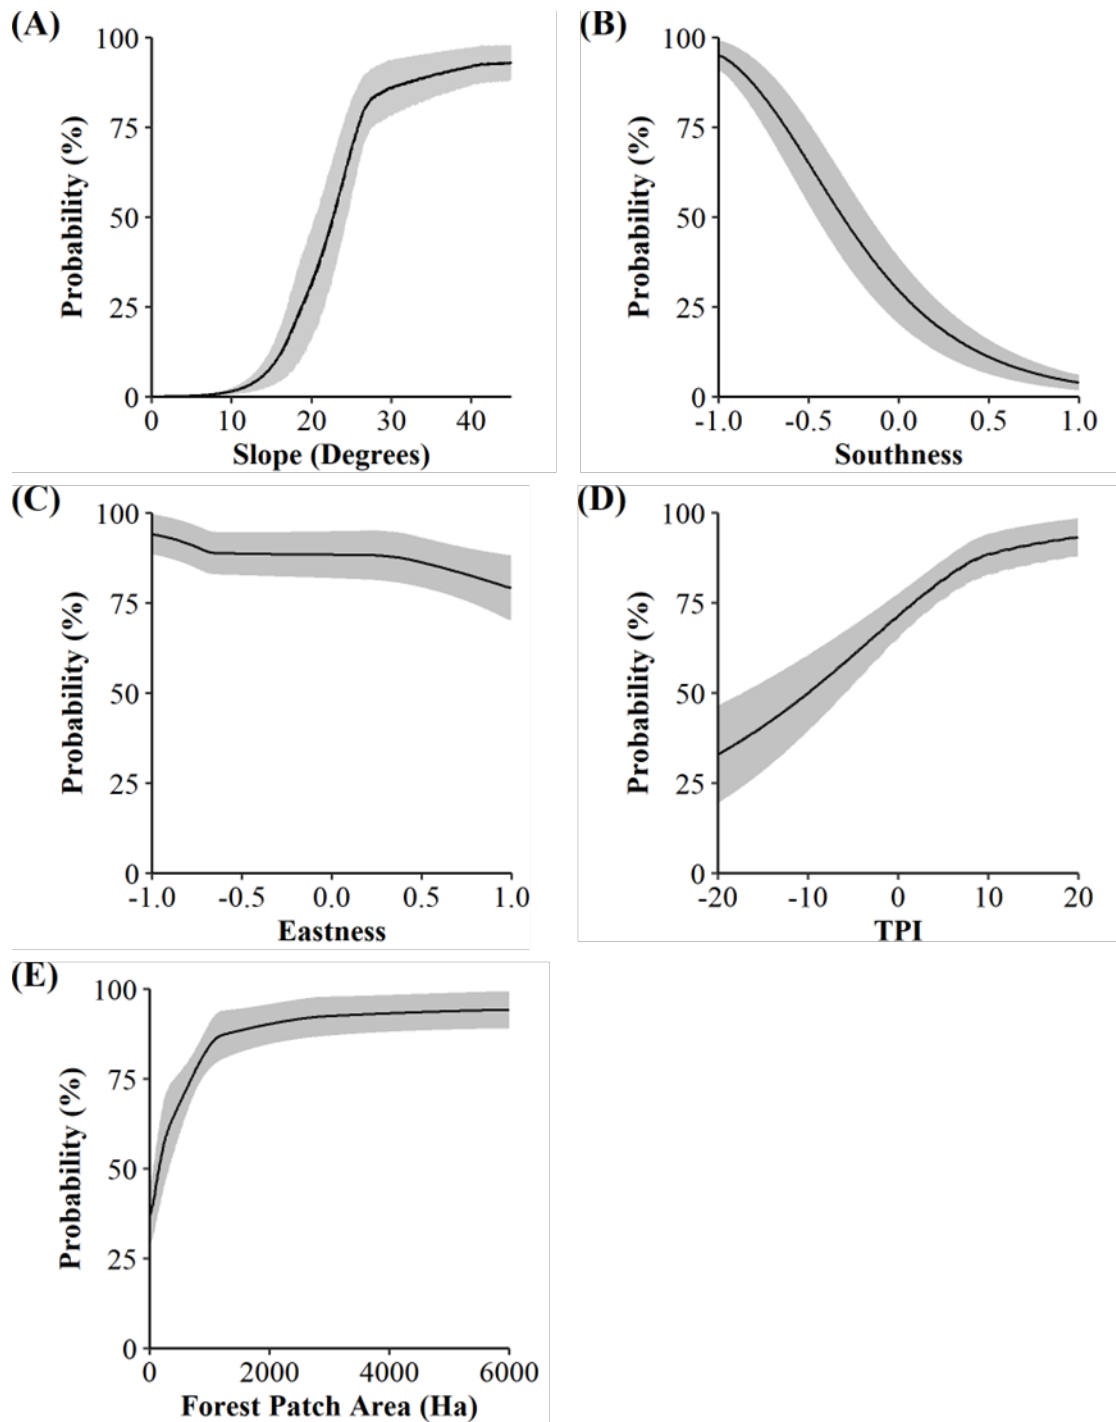 (A)
100
75
50
25
0
Probability (%)
0 10 20 30 40
Slope (Degrees)
(B)
100
75
50
25
0
Probability (%)
-1.0 -0.5 0.0 0.5 1.0
Southness
(C)
100
75
50
25
0
Probability (%)
-1.0 -0.5 0.0 0.5 1.0
Eastness
(D)
100
75
50
25
0
Probability (%)
-20 -10 0 10 20
TPI
(E)
100
75
50
25
0
Probability (%)
0 2000 4000 6000
Forest Patch Area (Ha)